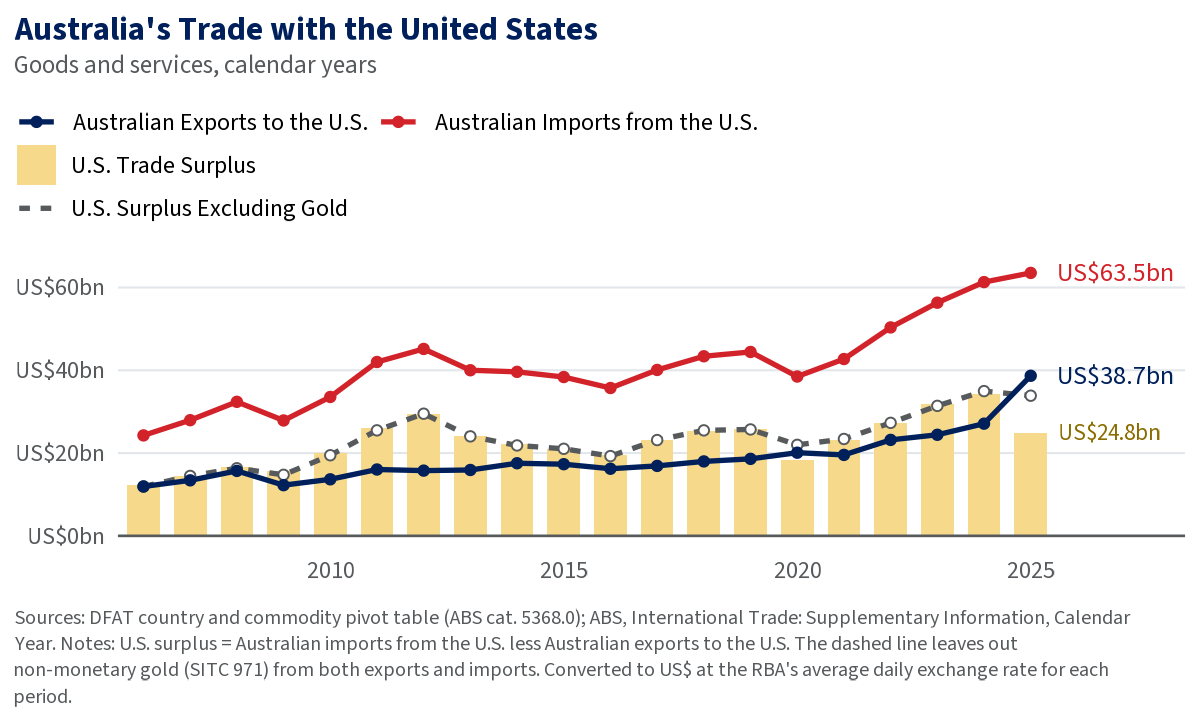 Australia's Trade with the United States
Goods and services, calendar years
Australian Exports to the U.S. Australian Imports from the U.S.
U.S. Trade Surplus
U.S. Surplus Excluding Gold
US$63.5bn
US$60bn
US$40bn
US$38.7bn
US$24.8bn
US$20bn
US$0bn
2010 2015 2020 2025
Sources: DFAT country and commodity pivot table (ABS cat. 5368.0); ABS, International Trade: Supplementary Information, Calendar
Year. Notes: U.S. surplus = Australian imports from the U.S. less Australian exports to the U.S. The dashed line leaves out
non-monetary gold (SITC 971) from both exports and imports. Converted to US$ at the RBA's average daily exchange rate for each
period.